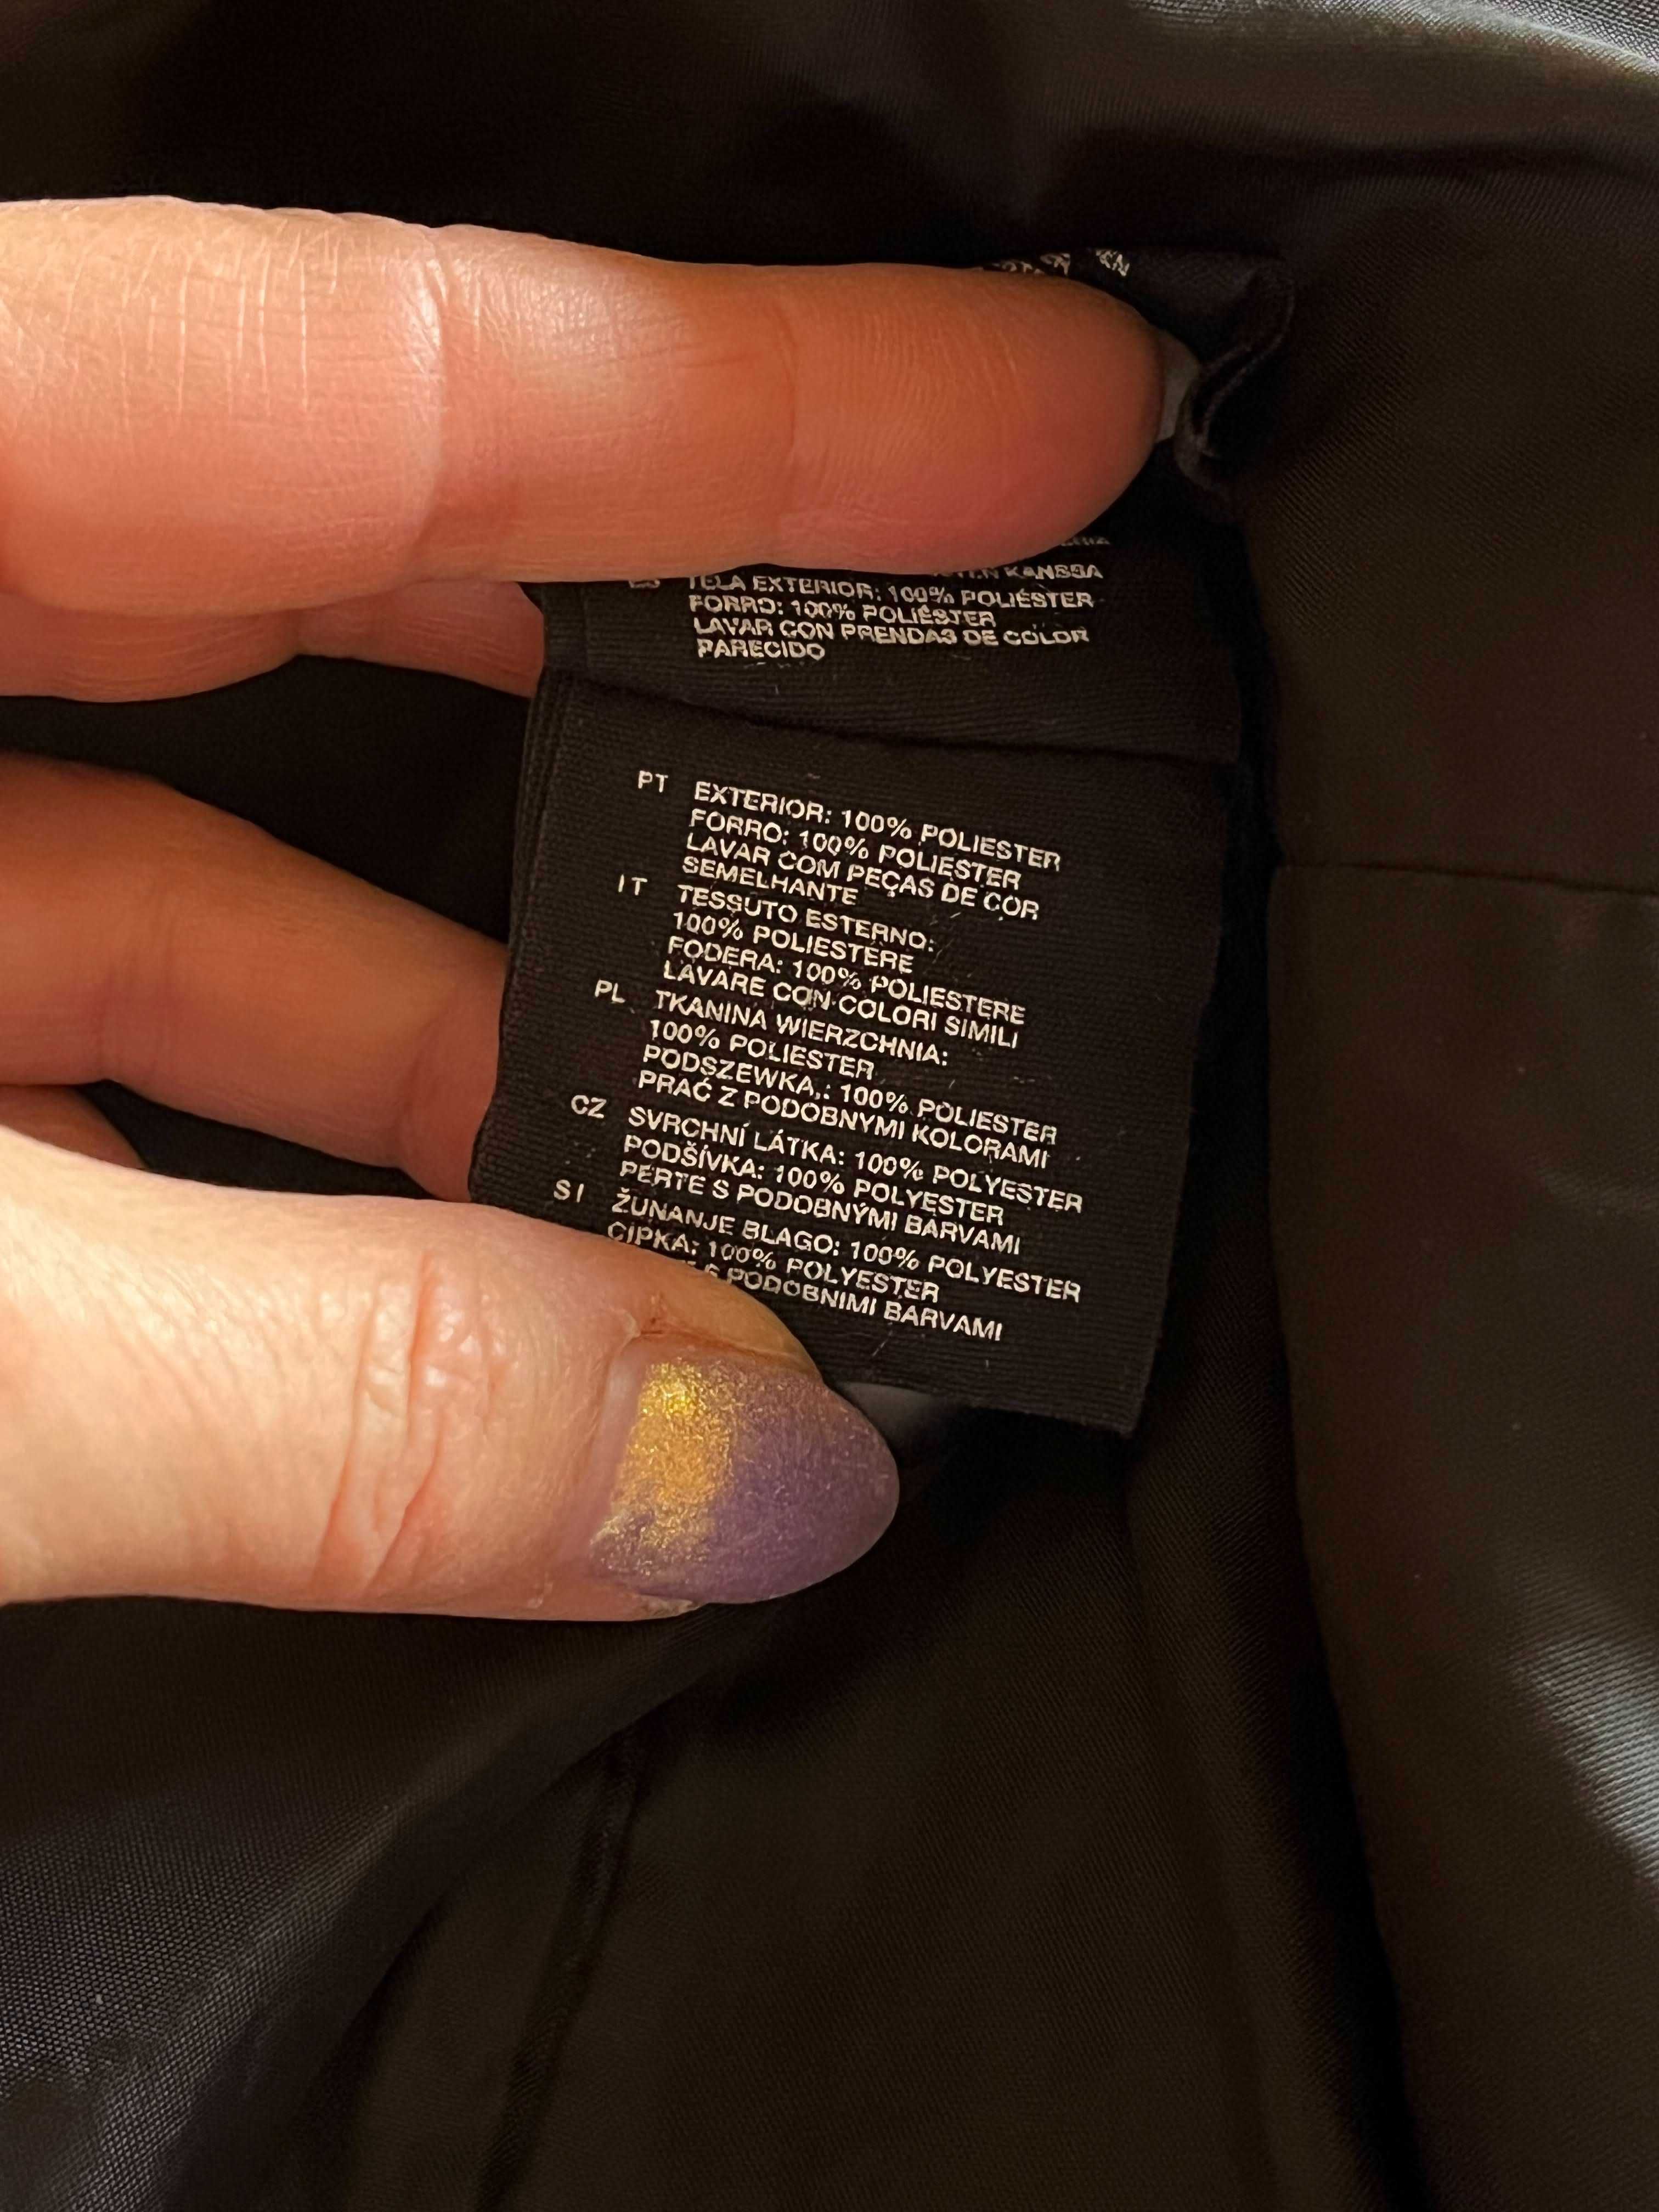 KANSSA
TELA EXTERIOR: 100% POLIÉSTER
FORRO: 100% POLIÉSTER
LAVAR CON PRENDAS DE COLOR
PARECIDO
PT EXTERIOR: 100% POLIESTER
FORRO: 100% POLIESTER
LAVAR COM PEÇAS DE COR
SEMELHANTE
IT TESSUTO ESTERNO:
100% POLIESTERE
FODERA: 100% POLIESTERE
LAVARE CON COLORI SIMILI
PL TKANINA WIERZCHNIA:
100% POLIESTER
PODSZEWKA,: 100% POLIESTER
PRAĆ Z PODOBNYMI KOLORAMI
CZ SVRCHNÍ LÁTKA: 100% POLYESTER
PODŠÍVKA: 100% POLYESTER
PERTE S PODOBNÝMI BARVAMI
SI ŽUNANJE BLAGO: 100% POLYESTER
CIPKA: 100% POLYESTER
S PODOBNIMI BARVAMI